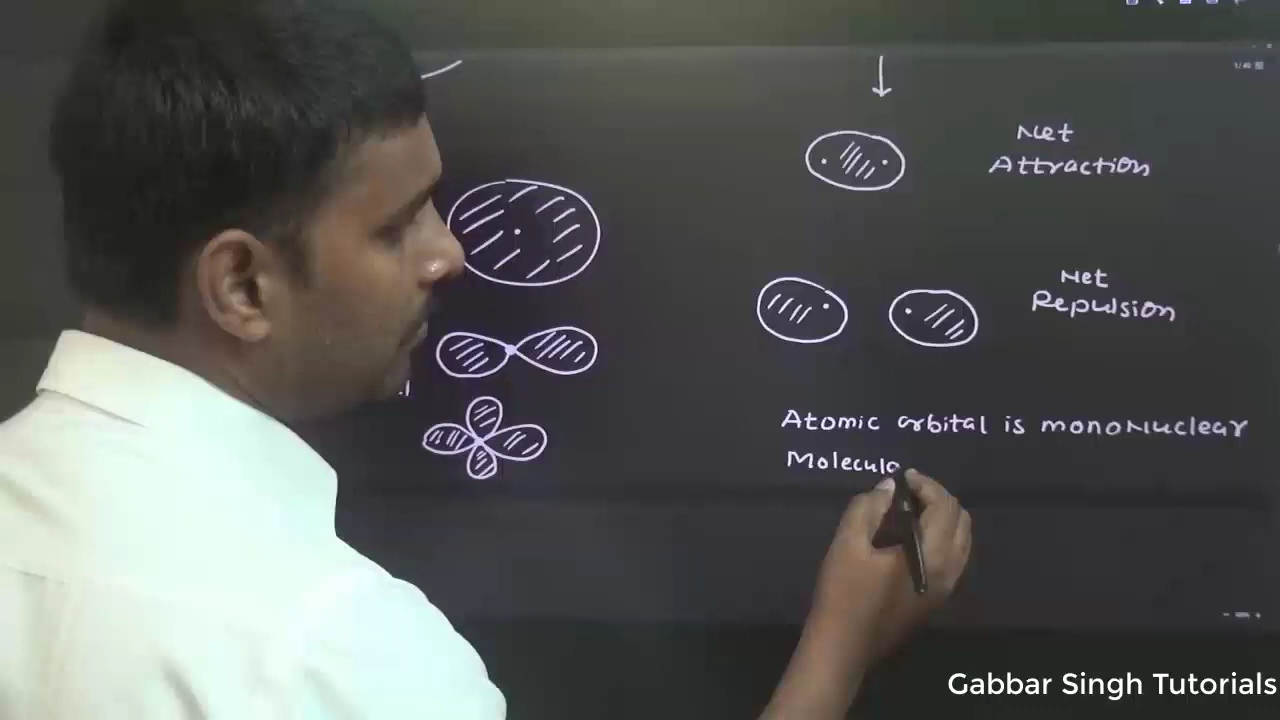 Net
Attraction
Net
Repulsion
Atomic orbital is mononuclear
Molecula
Gabbar Singh Tutorials